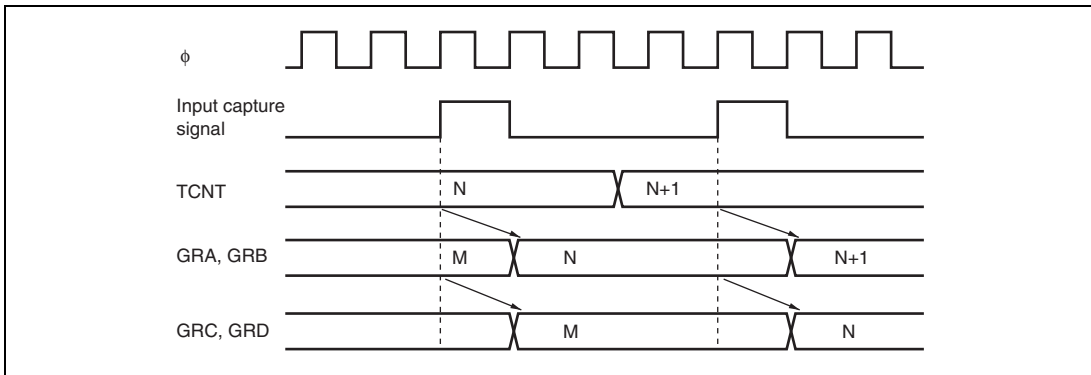 ϕ
Input capture
signal
TCNT
N
N+1
GRA, GRB
M
N
N+1
GRC, GRD
M
N